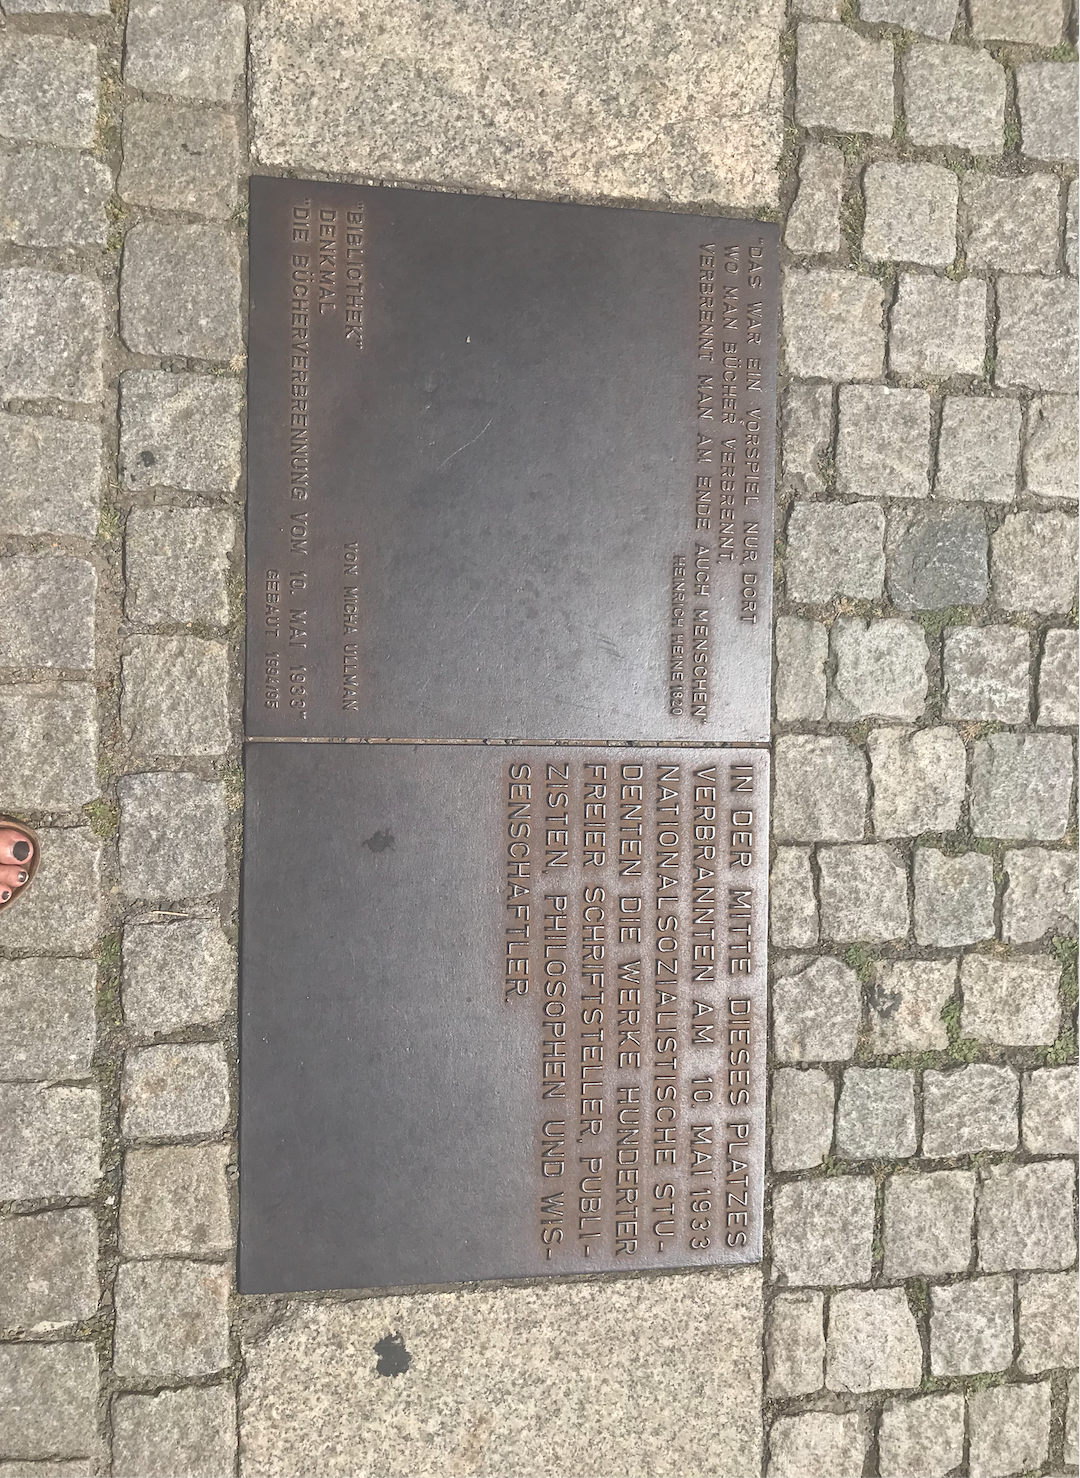 "DAS WAR EIN VORSPIEL NUR, DORT
WO MAN BÜCHER VERBRENNT,
VERBRENNT MAN AM ENDE AUCH MENSCHEN"
HEINRICH HEINE 1820
"BIBLIOTHEK" VON MICHA ULLMAN
DENKMAL
"DIE BÜCHERVERBRENNUNG VOM 10. MAI 1933"
GEBAUT 1994/95
IN DER MITTE DIESES PLATZES
VERBRANNTEN AM 10. MAI 1933
NATIONALSOZIALISTISCHE STU-
DENTEN DIE WERKE HUNDERTER
FREIER SCHRIFTSTELLER, PUBLI-
ZISTEN, PHILOSOPHEN UND WIS-
SENSCHAFTLER.